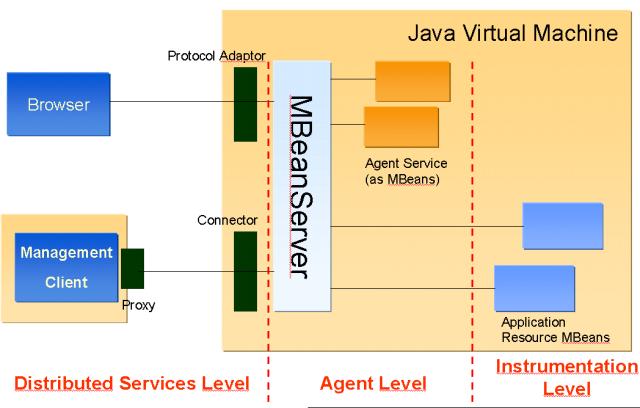 Java Virtual Machine
Protocol Adaptor
Browser
MBeanServer
Agent Service
(as MBeans)
Connector
Management
Client
Proxy
Application
Resource MBeans
Distributed Services Level
Agent Level
Instrumentation
Level